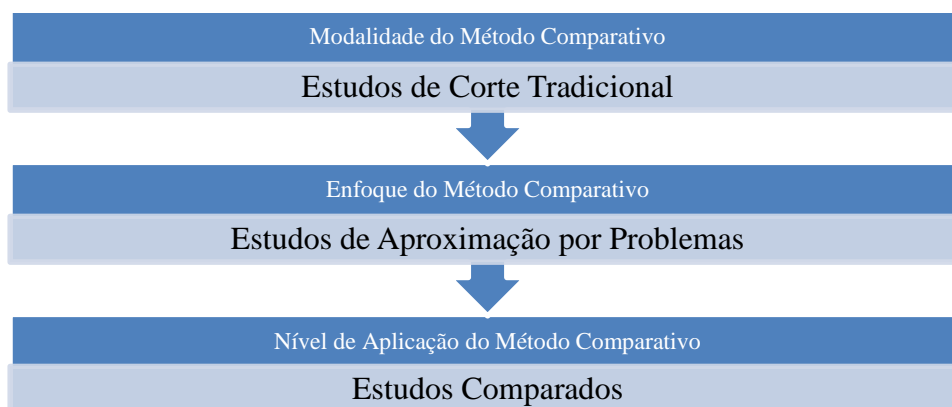 Modalidade do Método Comparativo
Estudos de Corte Tradicional
Enfoque do Método Comparativo
Estudos de Aproximação por Problemas
Nível de Aplicação do Método Comparativo
Estudos Comparados